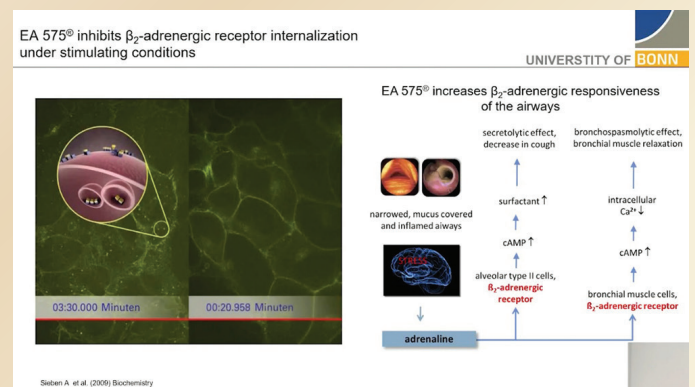 EA 575® inhibits β₂-adrenergic receptor internalization
under stimulating conditions
UNIVERSTITY OF BONN
03:30.000 Minuten
00:20.958 Minuten
EA 575® increases β₂-adrenergic responsiveness
of the airways
secretolytic effect,
decrease in cough
bronchospasmolytic effect,
bronchial muscle relaxation
surfactant ↑
intracellular
Ca²⁺ ↓
narrowed, mucus covered
and inflamed aiways
cAMP ↑
cAMP ↑
alveolar type II cells,
ß₂-adrenergic
receptor
bronchial muscle cells,
ß₂-adrenergic receptor
adrenaline
Sieben A et al. (2009) Biochemistry